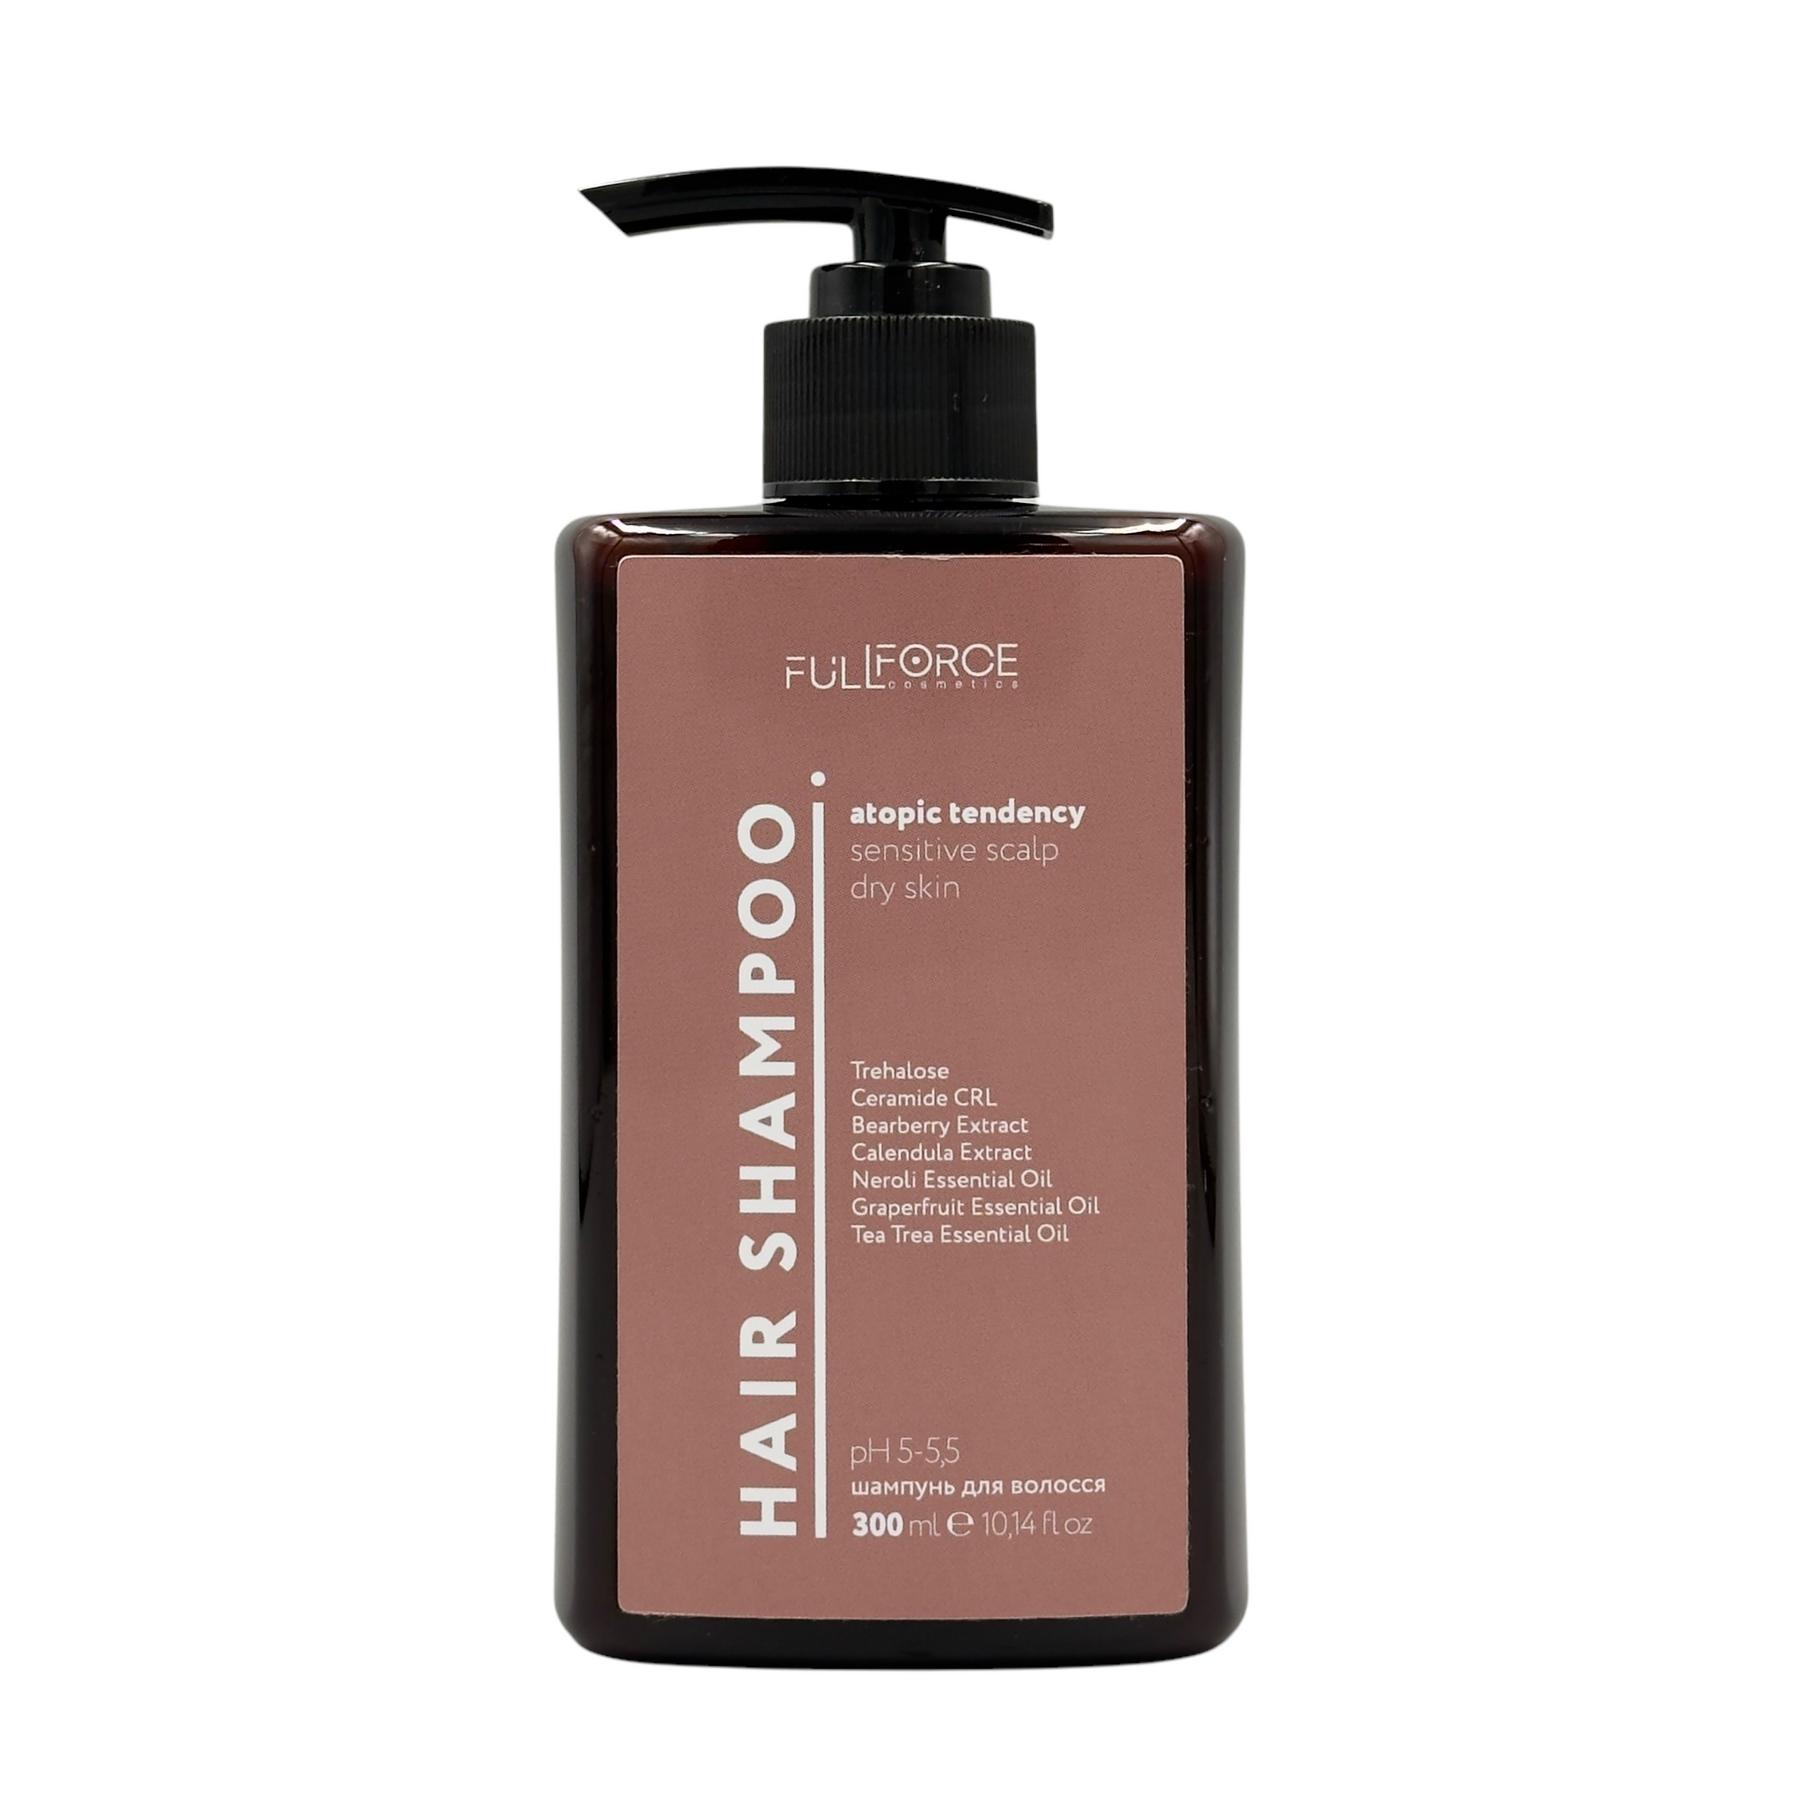 FULLFORCE
cosmetics
HAIR SHAMPOO
atopic tendency
sensitive scalp
dry skin
Trehalose
Ceramide CRL
Bearberry Extract
Calendula Extract
Neroli Essential Oil
Graperfruit Essential Oil
Tea Trea Essential Oil
pH 5-5,5
шампунь для волосся
300 ml ℮ 10,14 fl oz